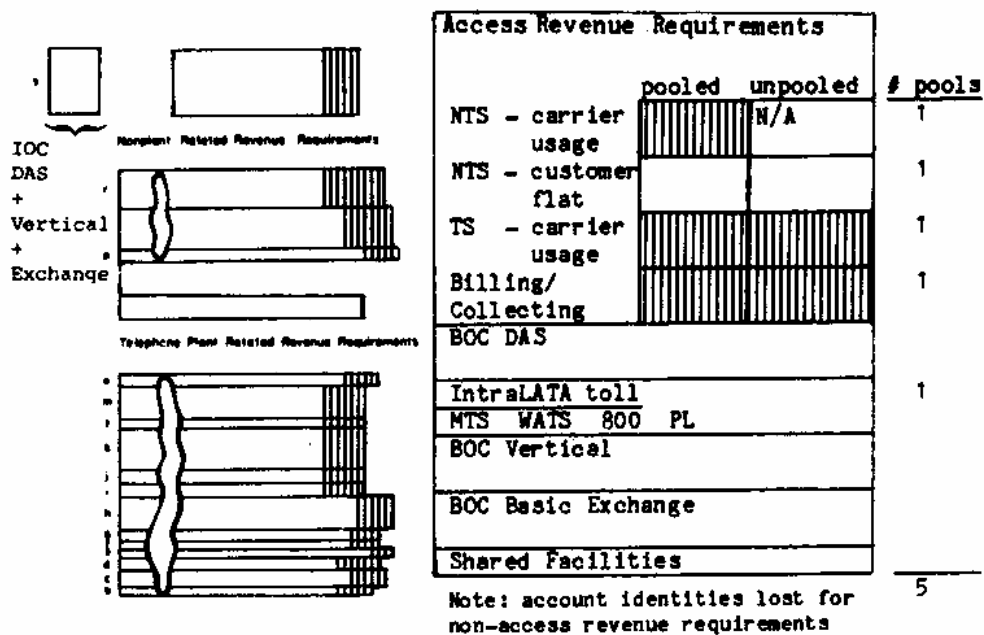 IOC
DAS
+
Vertical
+
Exchange
Nonplant Related Revenue Requirements
Telephone Plant Related Revenue Requirements
Access Revenue Requirements
pooled unpooled # pools
NTS - carrier N/A 1
usage
NTS - customer 1
flat
TS - carrier 1
usage
Billing/ 1
Collecting
BOC DAS
IntraLATA toll 1
MTS WATS 800 PL
BOC Vertical
BOC Basic Exchange
Shared Facilities
5
Note: account identities lost for
non-access revenue requirements